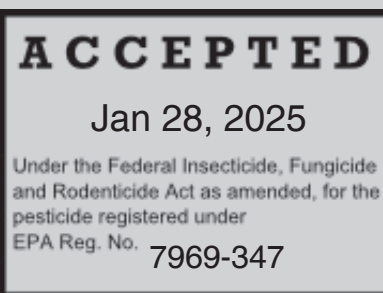 ACCEPTED
Jan 28, 2025
Under the Federal Insecticide, Fungicide
and Rodenticide Act as amended, for the
pesticide registered under
EPA Reg. No. 7969-347